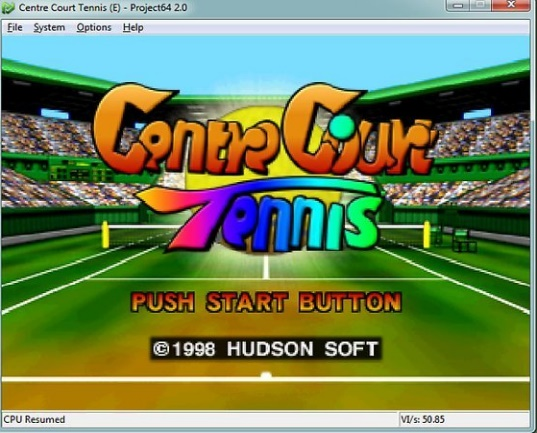 Centre Court Tennis (E) - Project64 2.0
File System Options Help
Centre Court
Tennis
PUSH START BUTTON
©1998 HUDSON SOFT
CPU Resumed VI/s: 50.85